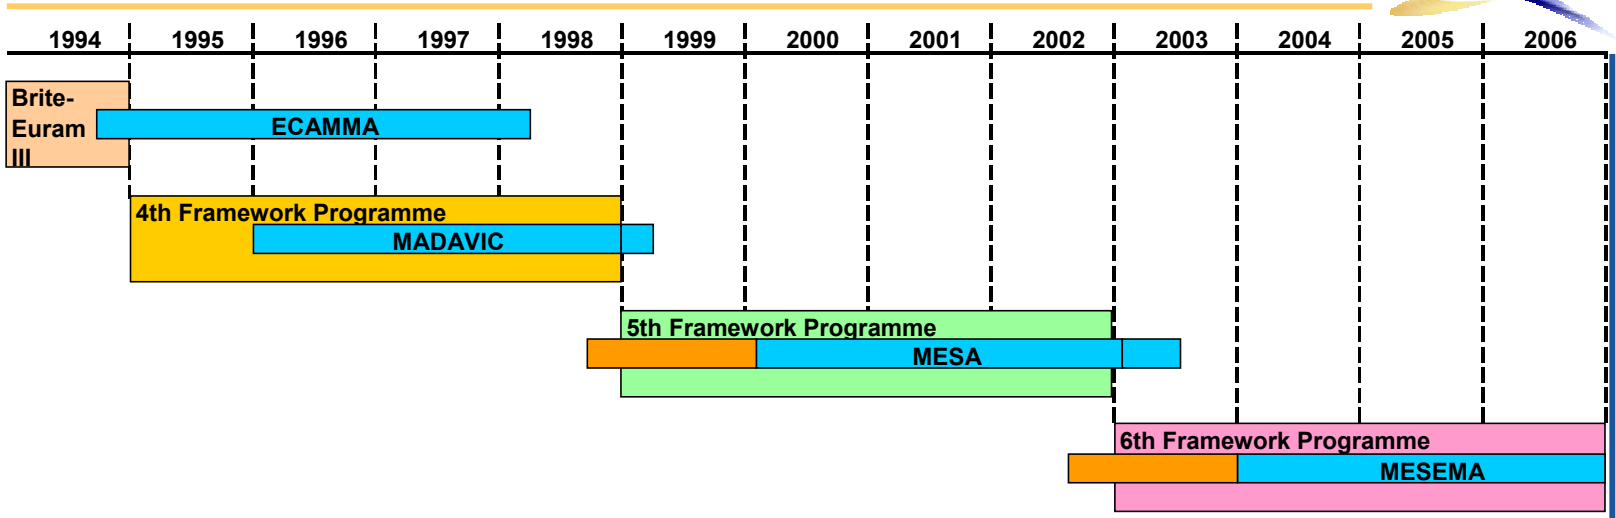 1994 1995 1996 1997 1998 1999 2000 2001 2002 2003 2004 2005 2006
Brite-
Euram
III
ECAMMA
4th Framework Programme
MADAVIC
5th Framework Programme
MESA
6th Framework Programme
MESEMA